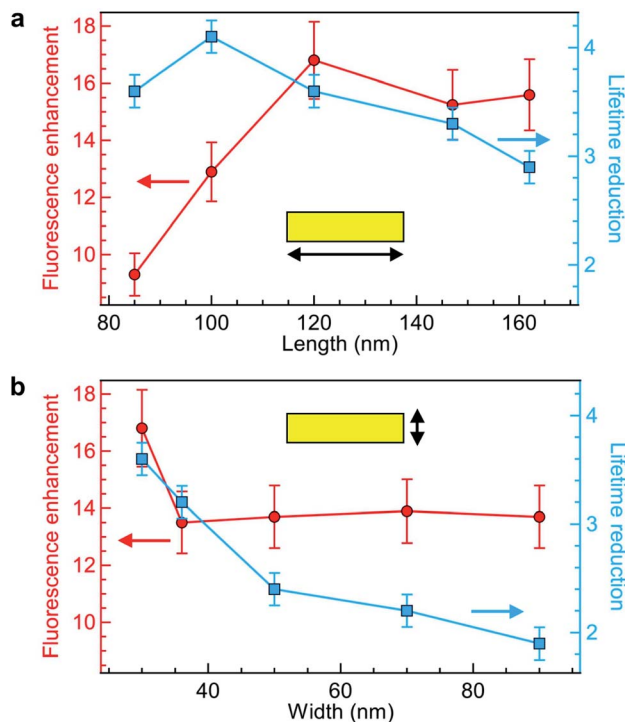 a
Fluorescence enhancement
18
16
14
12
10
4
3
2
Lifetime reduction
80 100 120 140 160
Length (nm)
b
Fluorescence enhancement
18
16
14
12
10
4
3
2
Lifetime reduction
40 60 80
Width (nm)